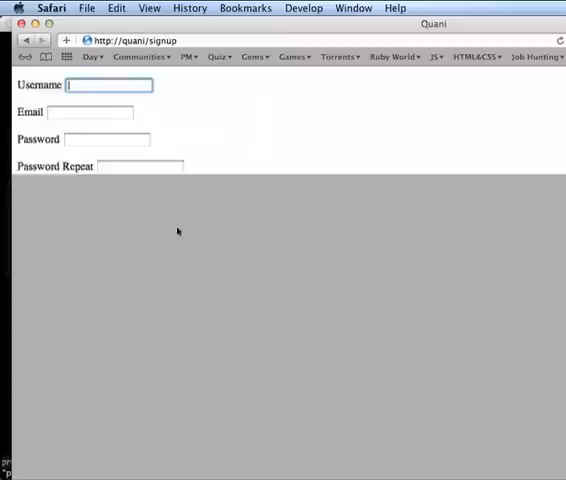 Safari File Edit View History Bookmarks Develop Window Help
Quani
http://quani/signup
Day Communities PM Quiz Gems Games Torrents Ruby World JS HTML&CSS Job Hunting
Username
Email
Password
Password Repeat